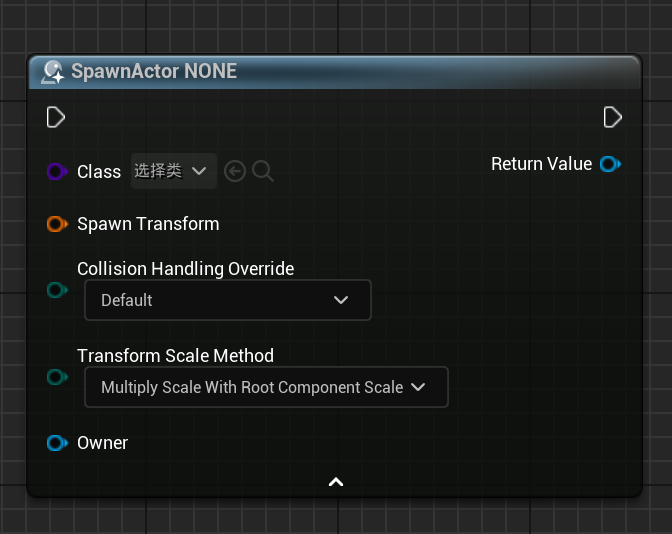 SpawnActor NONE
Class 选择类
Return Value
Spawn Transform
Collision Handling Override
Default
Transform Scale Method
Multiply Scale With Root Component Scale
Owner